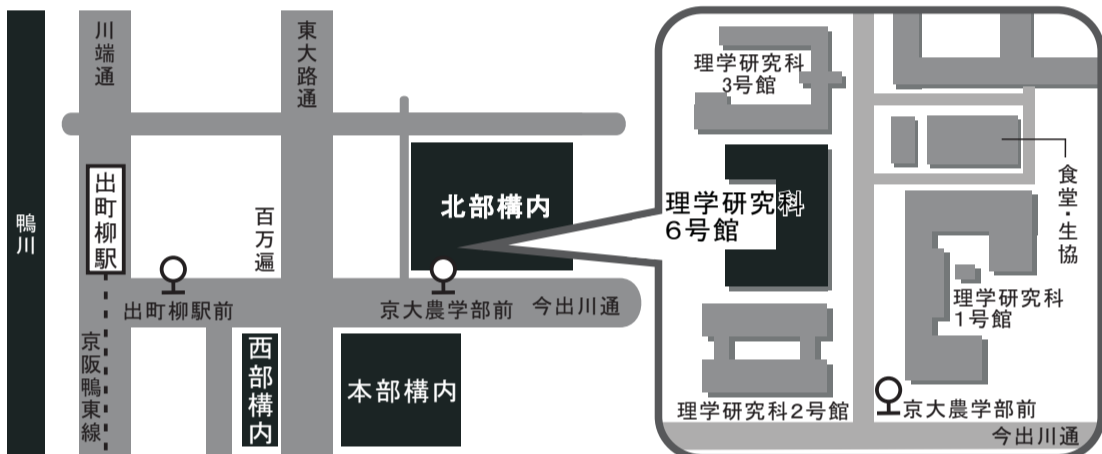 鴨川
川端通
東大路通
出町柳駅
百万遍
北部構内
出町柳駅前
京大農学部前
今出川通
京阪鴨東線
西部構内
本部構内
理学研究科
3号館
理学研究科
6号館
食堂・生協
理学研究科
1号館
理学研究科2号館
京大農学部前
今出川通